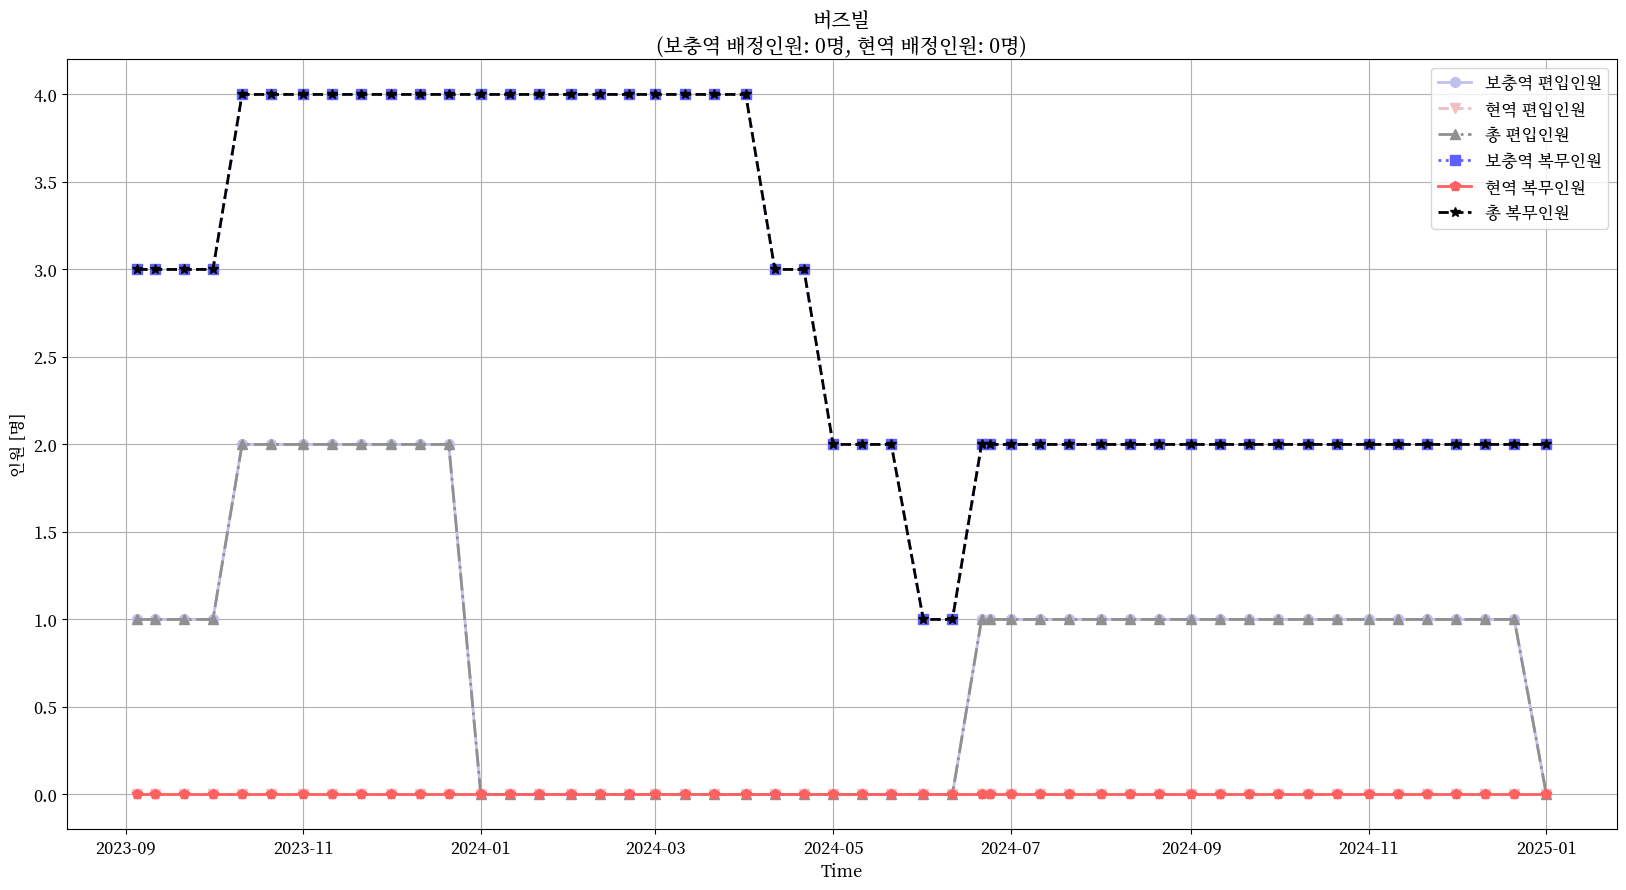 버즈빌
(보충역 배정인원: 0명, 현역 배정인원: 0명)
보충역 편입인원
현역 편입인원
총 편입인원
보충역 복무인원
현역 복무인원
총 복무인원
인원 [명]
4.0
3.5
3.0
2.5
2.0
1.5
1.0
0.5
0.0
2023-09
2023-11
2024-01
2024-03
2024-05
2024-07
2024-09
2024-11
2025-01
Time